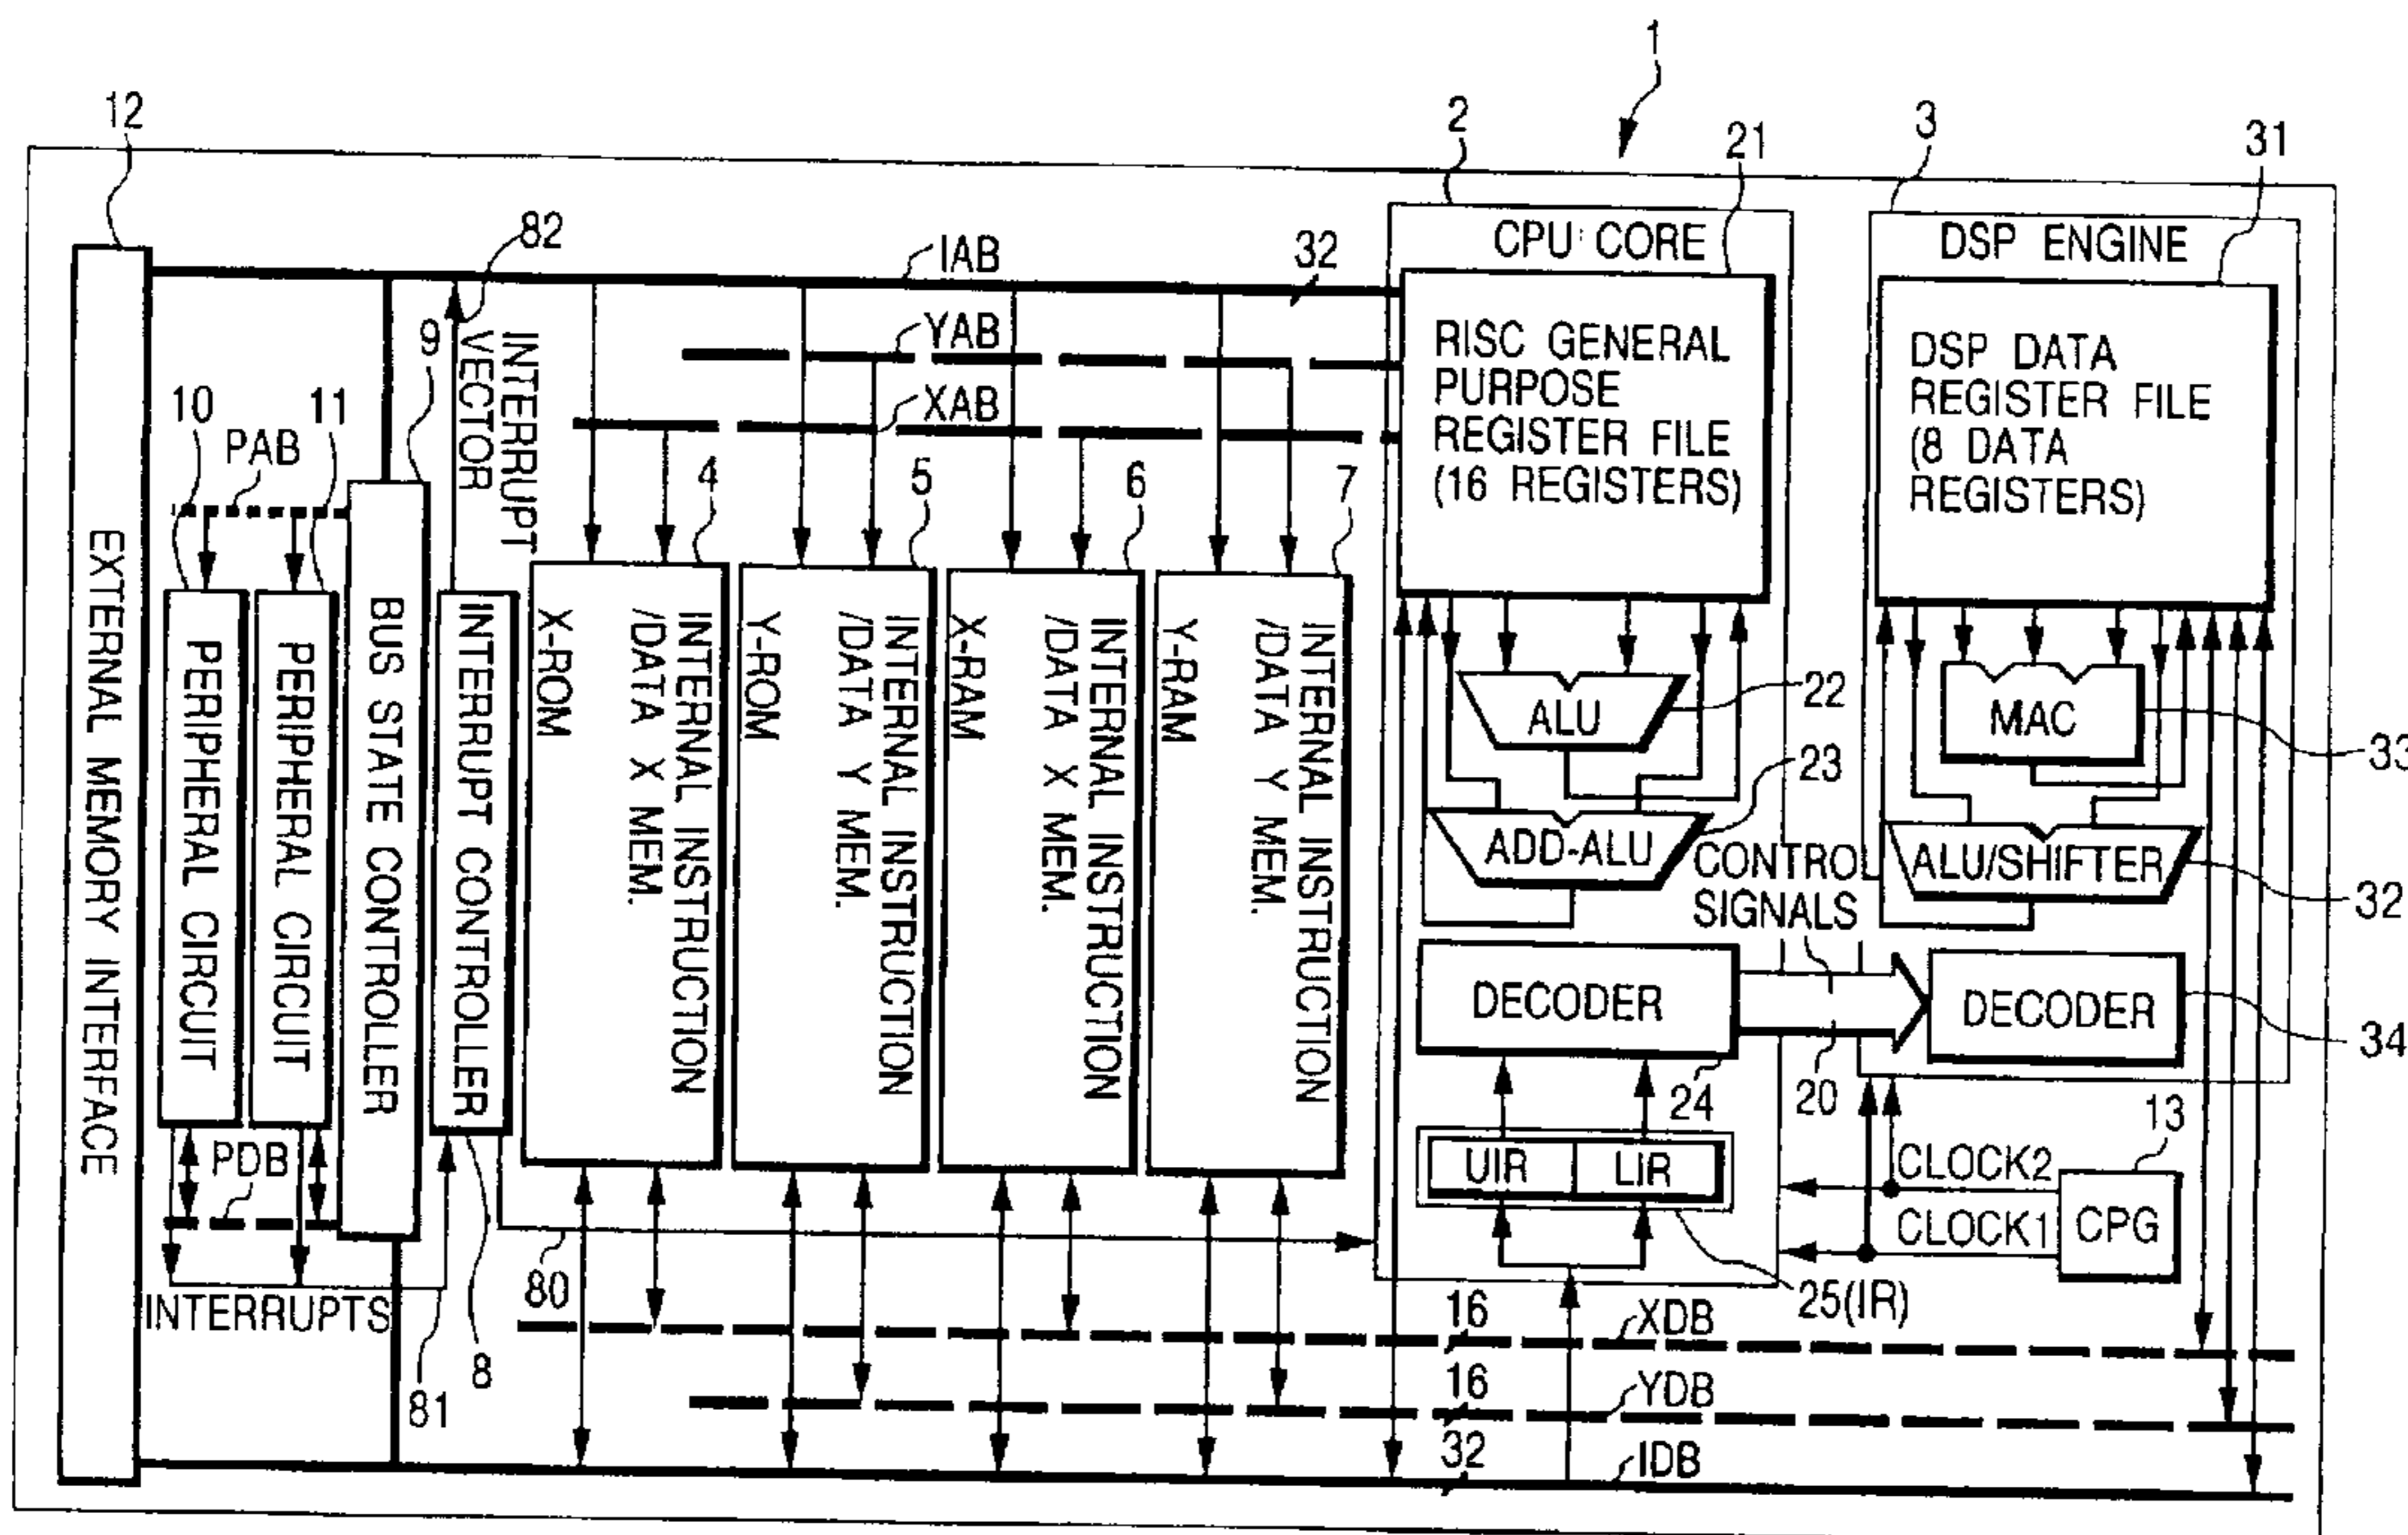 1
12
2
3
21
31
82
IAB
32
CPU CORE
DSP ENGINE
9
INTERRUPT
VECTOR
YAB
XAB
10
11
PAB
RISC GENERAL
PURPOSE
REGISTER FILE
(16 REGISTERS)
DSP DATA
REGISTER FILE
(8 DATA
REGISTERS)
4
5
6
7
EXTERNAL MEMORY INTERFACE
PERIPHERAL CIRCUIT
PERIPHERAL CIRCUIT
BUS STATE CONTROLLER
INTERRUPT CONTROLLER
INTERNAL INSTRUCTION
/DATA X MEM.
X-ROM
INTERNAL INSTRUCTION
/DATA Y MEM.
Y-ROM
INTERNAL INSTRUCTION
/DATA X MEM.
X-RAM
INTERNAL INSTRUCTION
/DATA Y MEM.
Y-RAM
ALU
22
MAC
33
23
ADD-ALU
CONTROL
SIGNALS
ALU/SHIFTER
32
DECODER
DECODER
34
24
20
13
PDB
UIR
LIR
CLOCK2
CLOCK1
CPG
80
25(IR)
INTERRUPTS
81
8
16
XDB
16
YDB
32
IDB